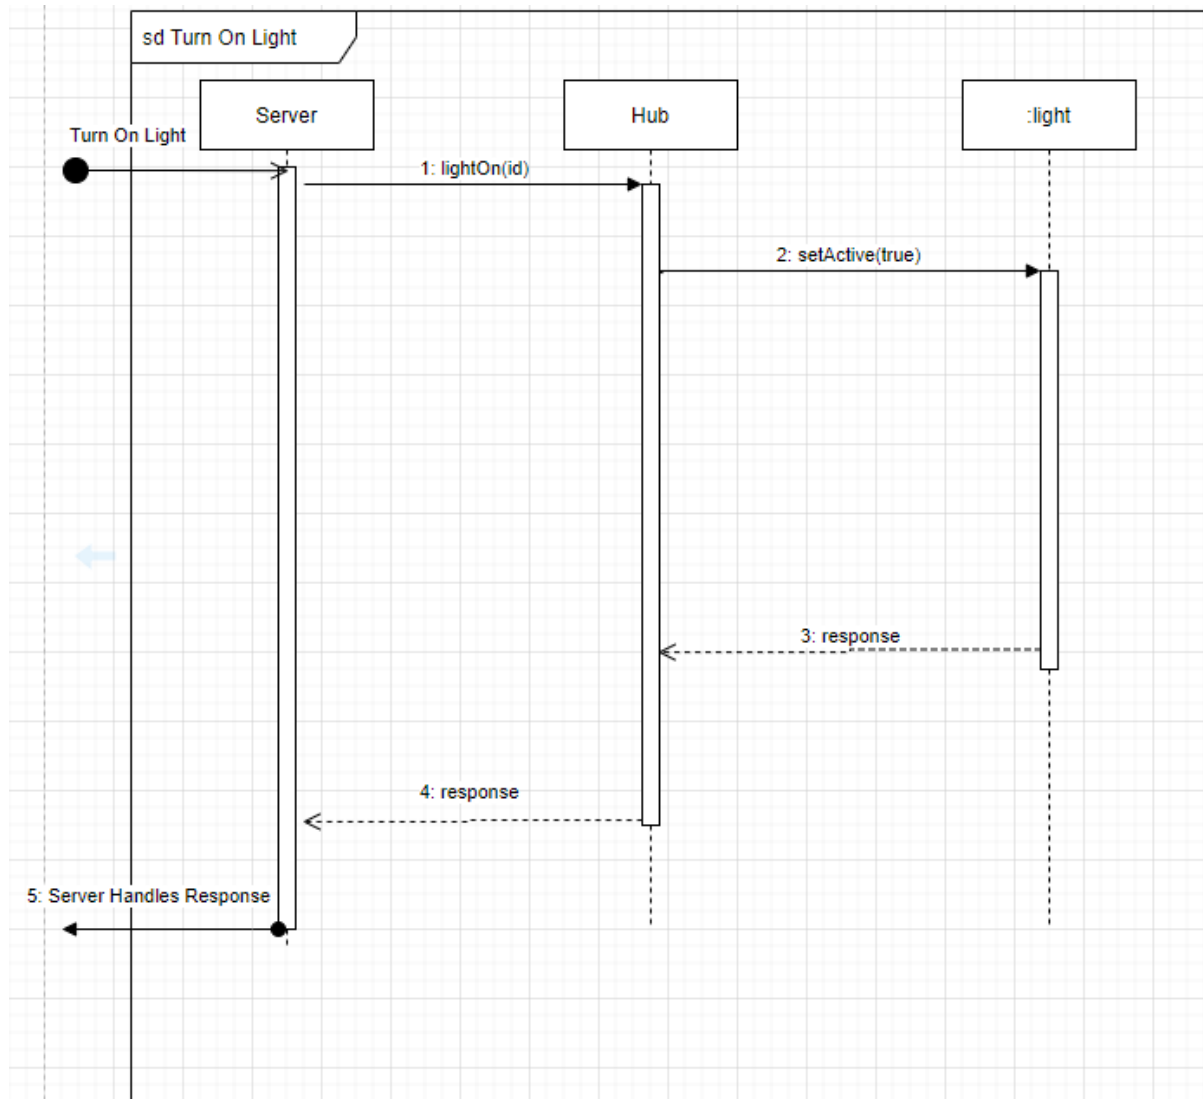 sd Turn On Light
Server
Hub
:light
Turn On Light
1: lightOn(id)
2: setActive(true)
3: response
4: response
5: Server Handles Response